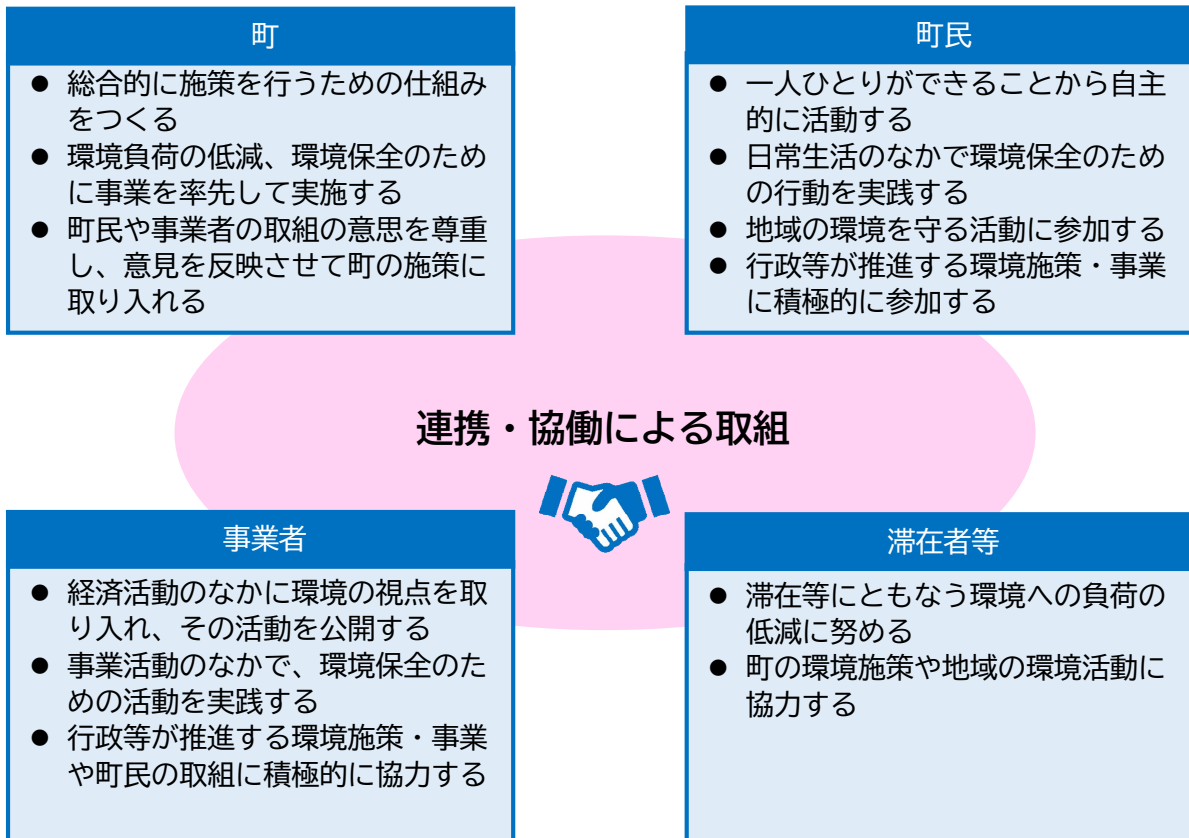 町
● 総合的に施策を行うための仕組み
をつくる
● 環境負荷の低減、環境保全のため
に事業を率先して実施する
● 町民や事業者の取組の意思を尊重
し、意見を反映させて町の施策に
取り入れる
町民
● 一人ひとりができることから自主
的に活動する
● 日常生活のなかで環境保全のため
の行動を実践する
● 地域の環境を守る活動に参加する
● 行政等が推進する環境施策・事業
に積極的に参加する
連携・協働による取組
事業者
● 経済活動のなかに環境の視点を取
り入れ、その活動を公開する
● 事業活動のなかで、環境保全のた
めの活動を実践する
● 行政等が推進する環境施策・事業
や町民の取組に積極的に協力する
滞在者等
● 滞在等にともなう環境への負荷の
低減に努める
● 町の環境施策や地域の環境活動に
協力する